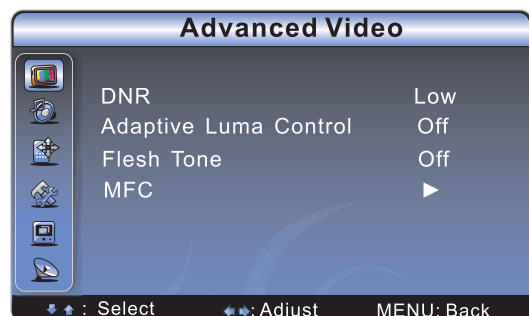 Advanced Video
DNR Low
Adaptive Luma Control Off
Flesh Tone Off
MFC ►
: Select : Adjust MENU: Back